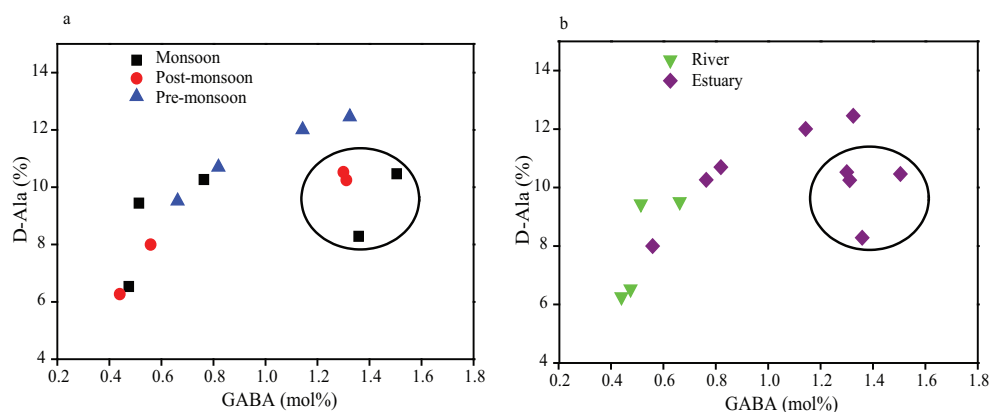 a
Monsoon
Post-monsoon
Pre-monsoon
14
12
10
8
6
4
D-Ala (%)
0.2 0.4 0.6 0.8 1.0 1.2 1.4 1.6 1.8
GABA (mol%)
b
River
Estuary
14
12
10
8
6
4
D-Ala (%)
0.2 0.4 0.6 0.8 1.0 1.2 1.4 1.6 1.8
GABA (mol%)